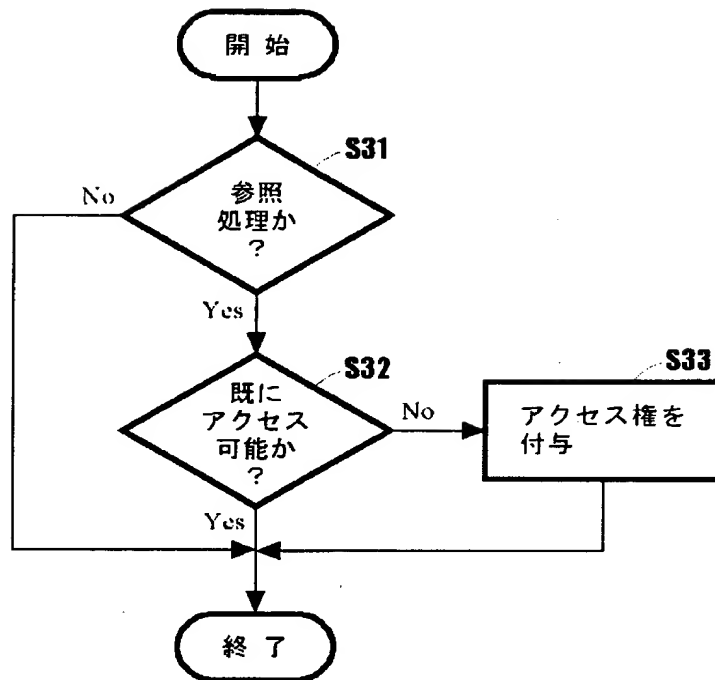 開 始
S31
No
参照
処理か
?
Yes
S32
既に
アクセス
可能か
?
No
S33
アクセス権を
付与
Yes
終 了